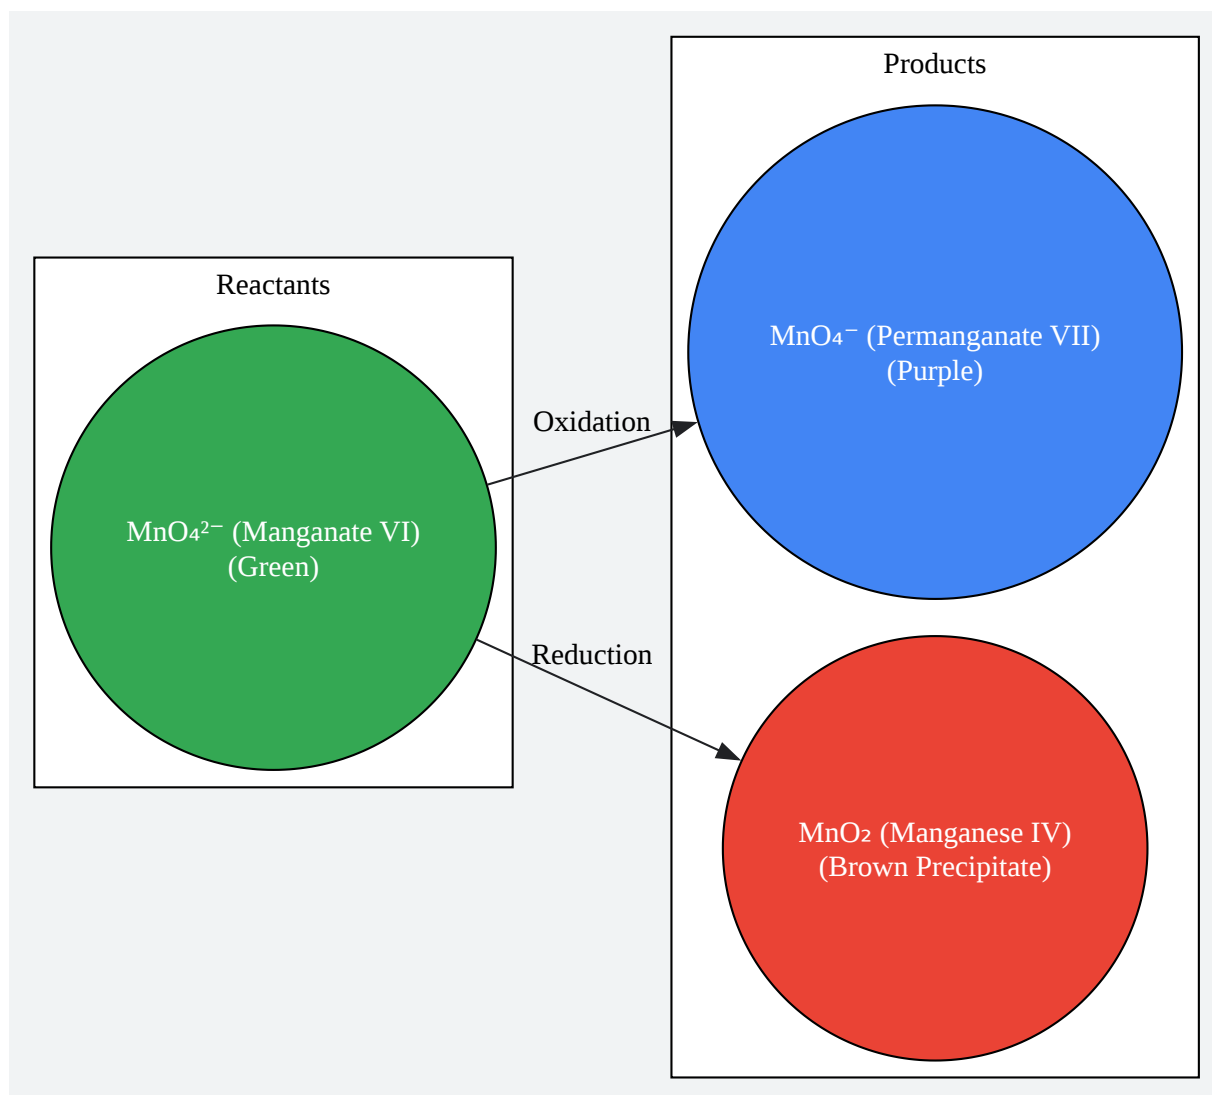 Reactants
MnO₄²⁻ (Manganate VI)
(Green)
Oxidation
Reduction
Products
MnO₄⁻ (Permanganate VII)
(Purple)
MnO₂ (Manganese IV)
(Brown Precipitate)